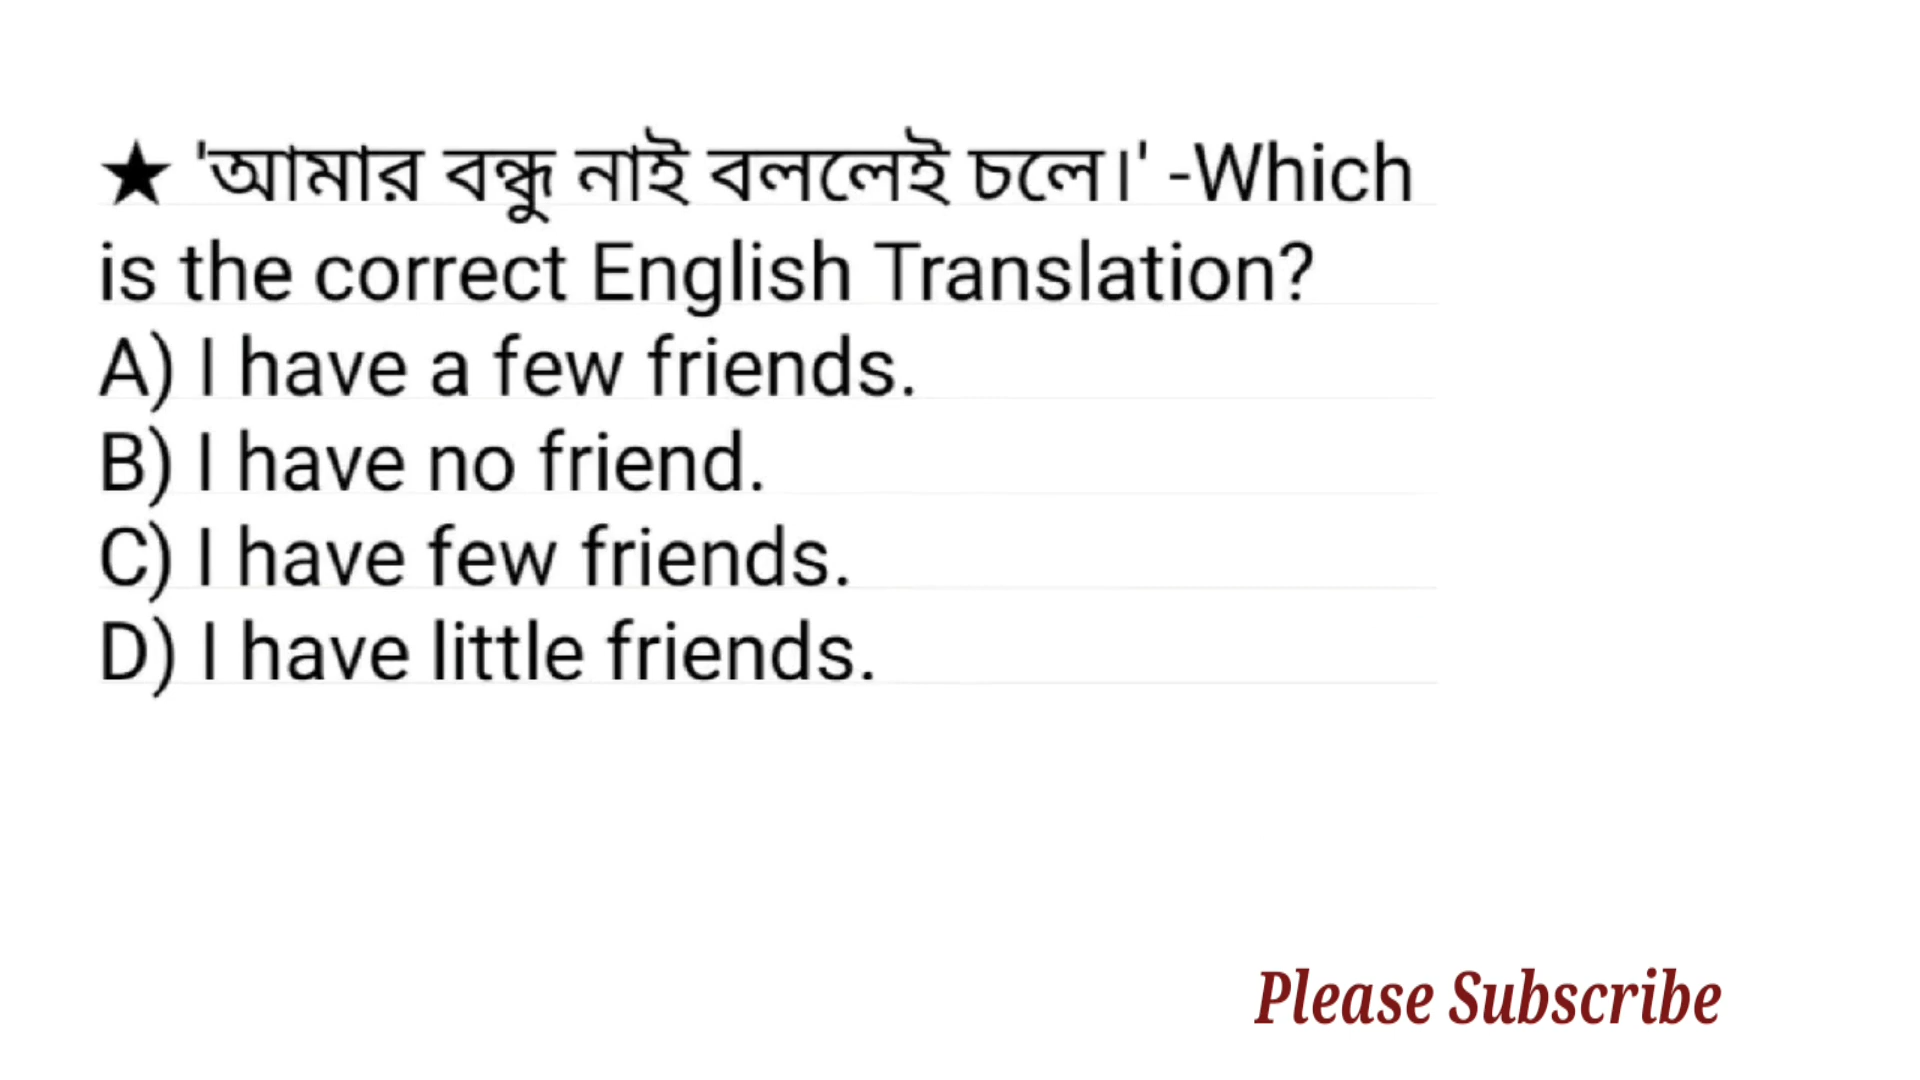 ★ 'আমার বন্ধু নাই বললেই চলে।' -Which
is the correct English Translation?
A) I have a few friends.
B) I have no friend.
C) I have few friends.
D) I have little friends.
Please Subscribe